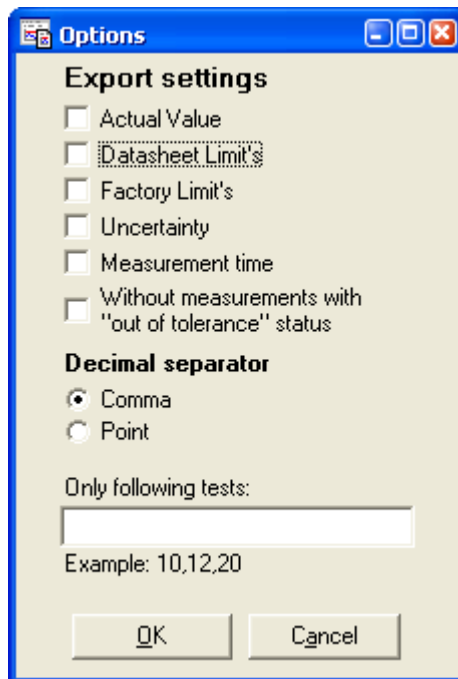 Options
Export settings
Actual Value
Datasheet Limit's
Factory Limit's
Uncertainty
Measurement time
Without measurements with
"out of tolerance" status
Decimal separator
Comma
Point
Only following tests:
Example: 10,12,20
OK
Cancel